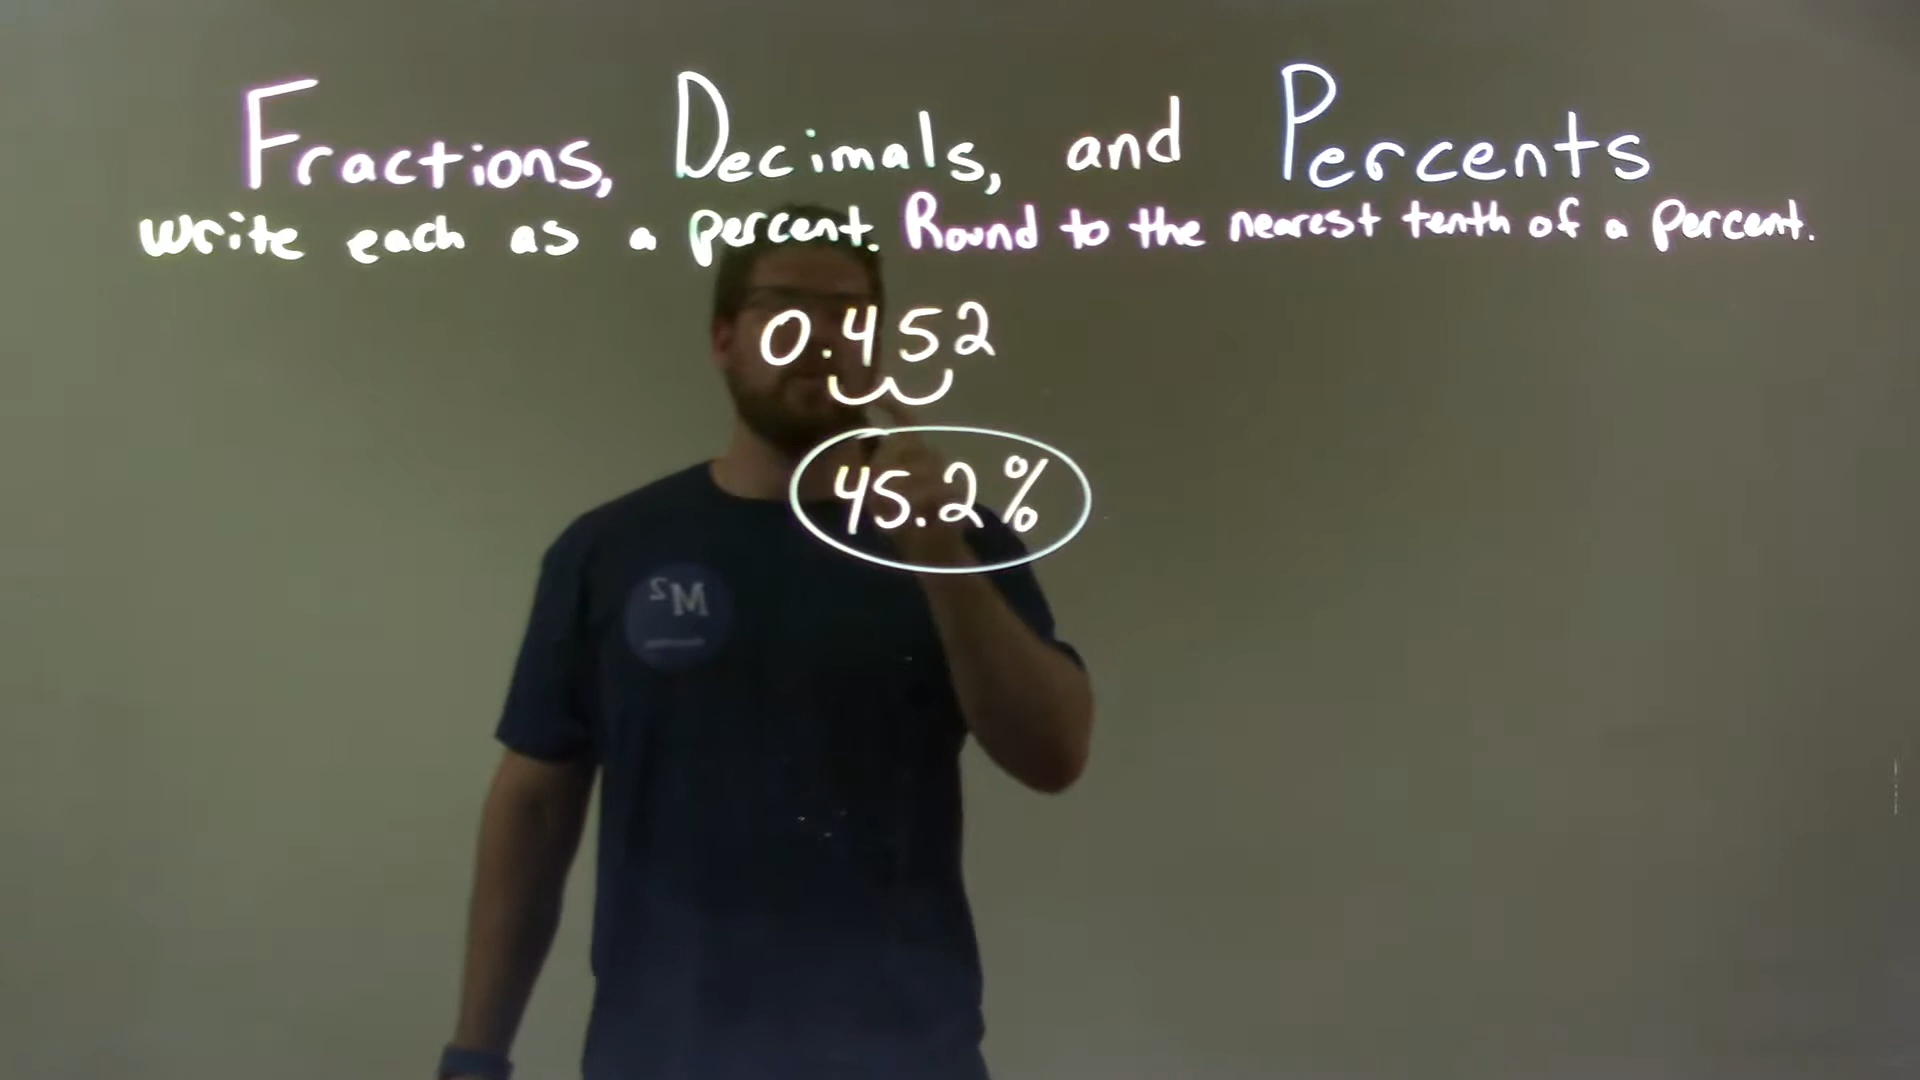 Fractions, Decimals, and Percents
Write each as a percent. Round to the nearest tenth of a percent.
0.452
45.2%
M2